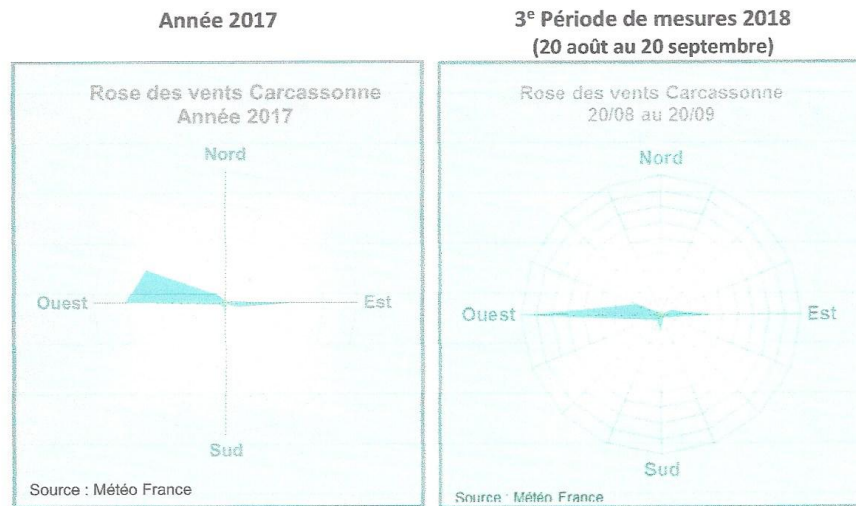 Année 2017
3e Période de mesures 2018
(20 août au 20 septembre)
Rose des vents Carcassonne
Année 2017
Nord
Ouest
Est
Sud
Source : Météo France
Rose des vents Carcassonne
20/08 au 20/09
Nord
Ouest
Est
Sud
Source : Météo France